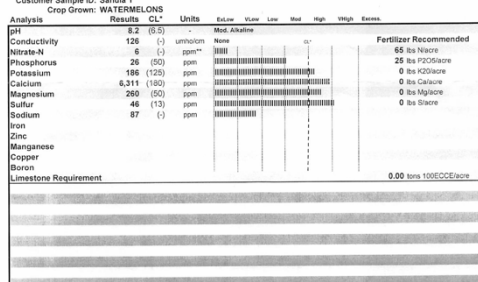 Customer Sample ID: Sandia 1
Crop Grown: WATERMELONS
Analysis Results CL* Units ExLow VLow Low Mod High VHigh Excess.
pH 8.2 (6.5) - Mod. Alkaline
Conductivity 126 (-) umho/cm None CL* Fertilizer Recommended
Nitrate-N 6 (-) ppm** 65 lbs N/acre
Phosphorus 26 (50) ppm 25 lbs P2O5/acre
Potassium 186 (125) ppm 0 lbs K20/acre
Calcium 6,311 (180) ppm 0 lbs Ca/acre
Magnesium 260 (50) ppm 0 lbs Mg/acre
Sulfur 46 (13) ppm 0 lbs S/acre
Sodium 87 (-) ppm
Iron
Zinc
Manganese
Copper
Boron
Limestone Requirement 0.00 tons 100ECCE/acre